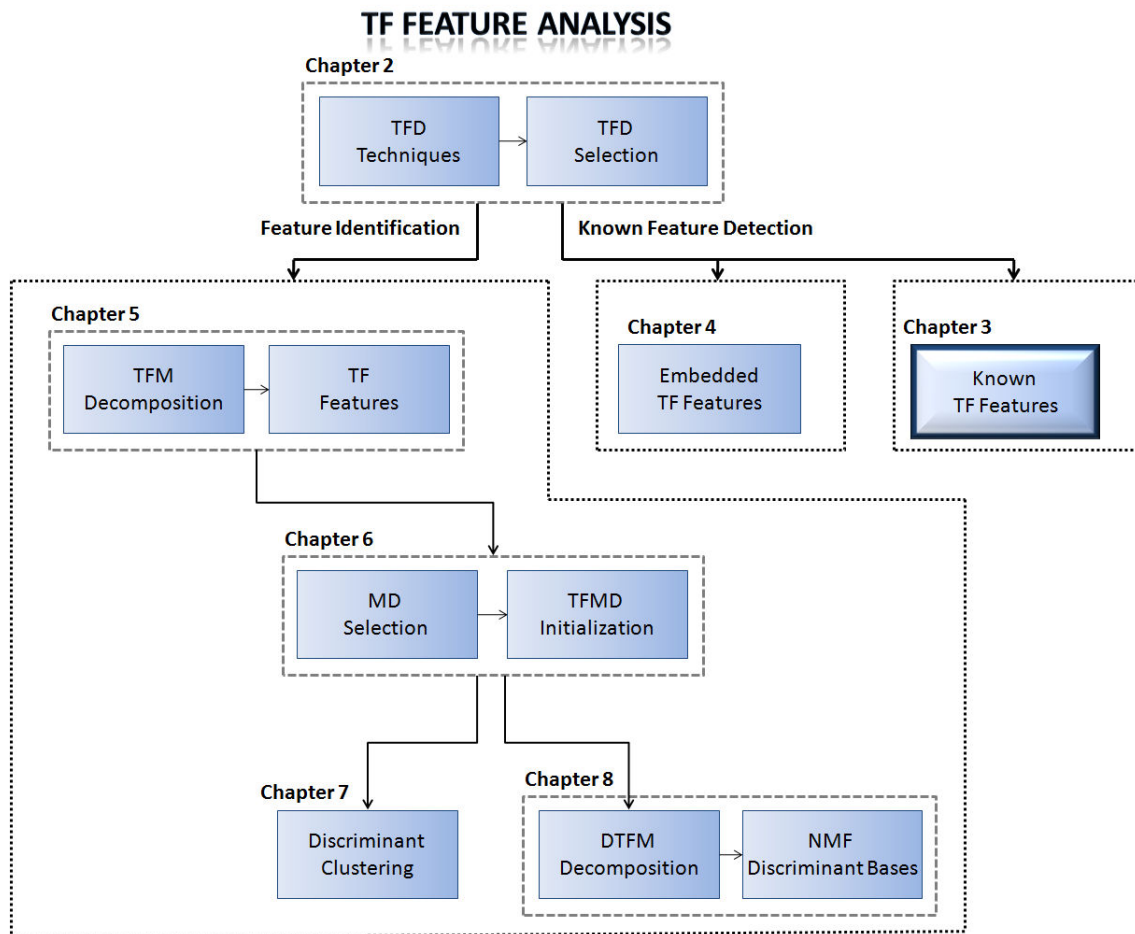 TF FEATURE ANALYSIS
Chapter 2
TFD
Techniques
TFD
Selection
Feature Identification
Known Feature Detection
Chapter 5
TFM
Decomposition
TF
Features
Chapter 4
Embedded
TF Features
Chapter 3
Known
TF Features
Chapter 6
MD
Selection
TFMD
Initialization
Chapter 7
Discriminant
Clustering
Chapter 8
DTFM
Decomposition
NMF
Discriminant Bases